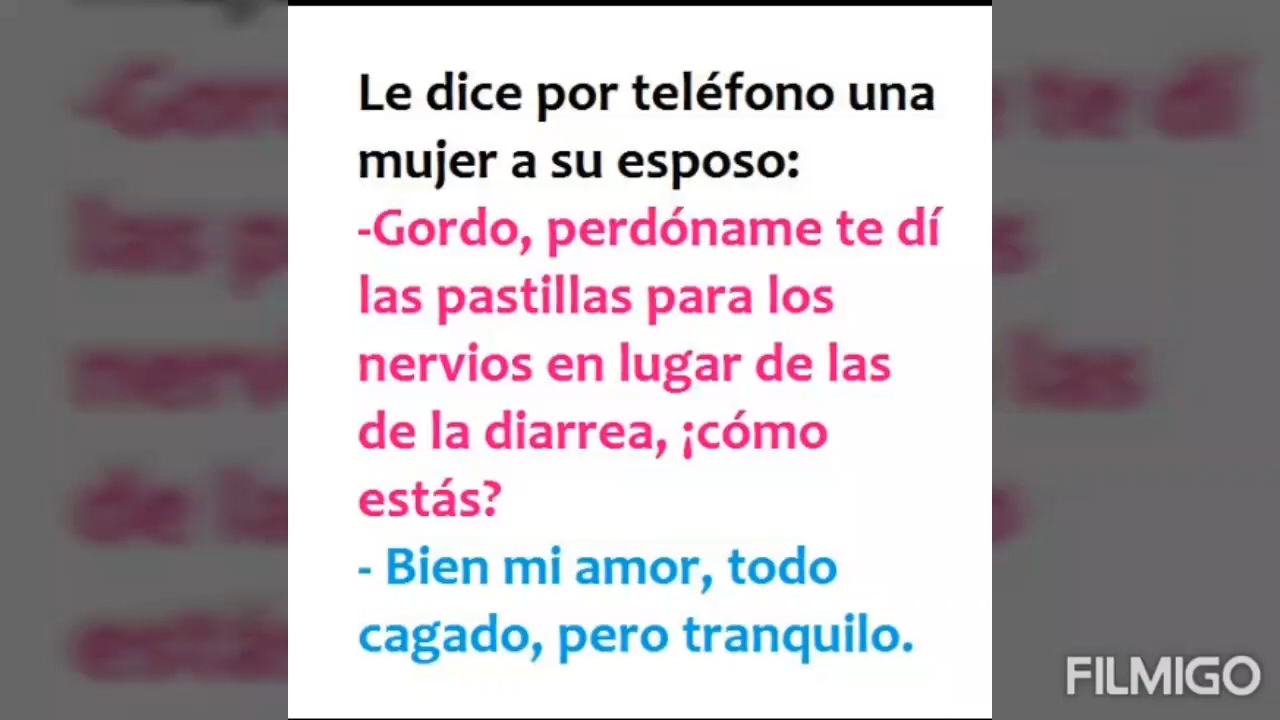 Le dice por teléfono una
mujer a su esposo:
-Gordo, perdóname te dí
las pastillas para los
nervios en lugar de las
de la diarrea, ¡cómo
estás?
- Bien mi amor, todo
cagado, pero tranquilo.
FILMIGO